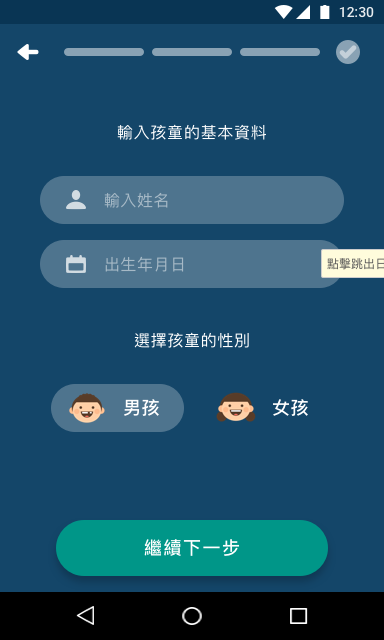 12:30
輸入孩童的基本資料
輸入姓名
出生年月日
點擊跳出日
選擇孩童的性別
男孩
女孩
繼續下一步